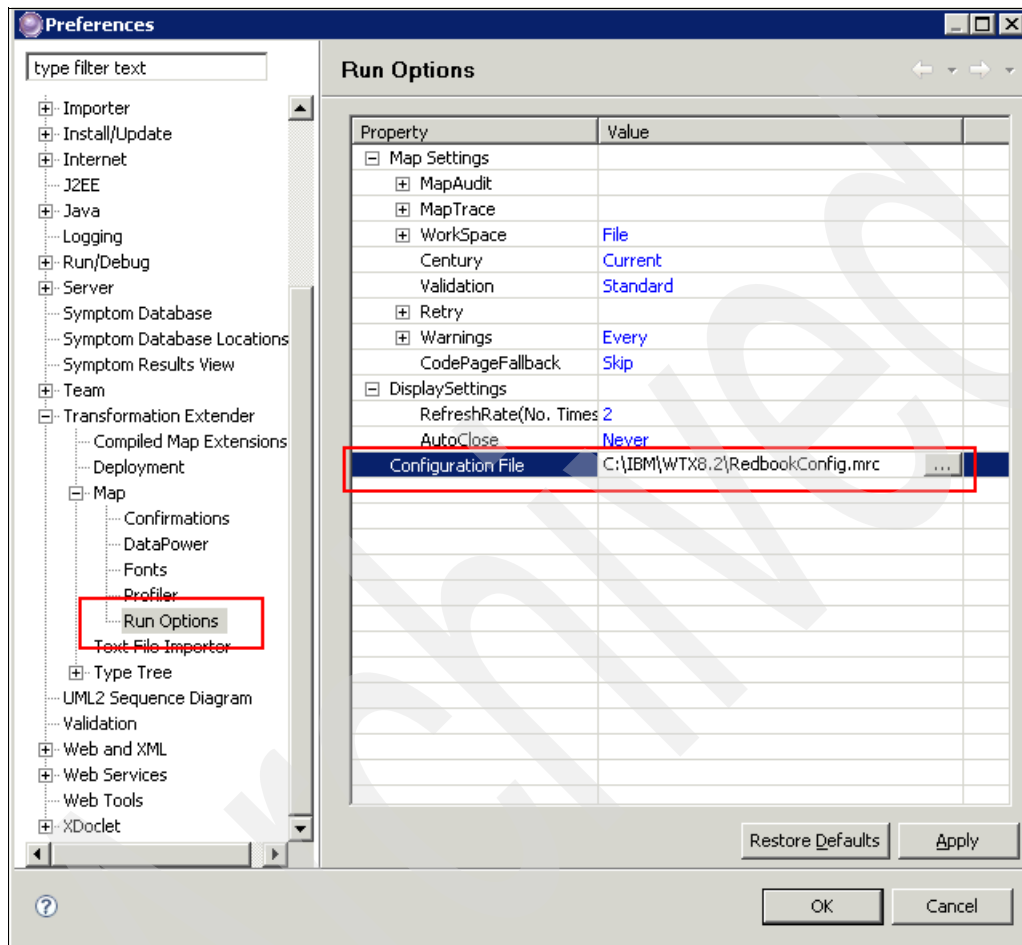 Preferences
type filter text
Importer
Install/Update
Internet
J2EE
Java
Logging
Run/Debug
Server
Symptom Database
Symptom Database Locations
Symptom Results View
Team
Transformation Extender
Compiled Map Extensions
Deployment
Map
Confirmations
DataPower
Fonts
Profiler
Run Options
Text File Importer
Type Tree
UML2 Sequence Diagram
Validation
Web and XML
Web Services
Web Tools
XDoclet
Run Options
Property Value
Map Settings
MapAudit
MapTrace
WorkSpace File
Century Current
Validation Standard
Retry
Warnings Every
CodePageFallback Skip
DisplaySettings
RefreshRate(No. Times 2
AutoClose Never
Configuration File C:\IBM\WTX8.2\RedbookConfig.mrc ...
Restore Defaults Apply
? OK Cancel